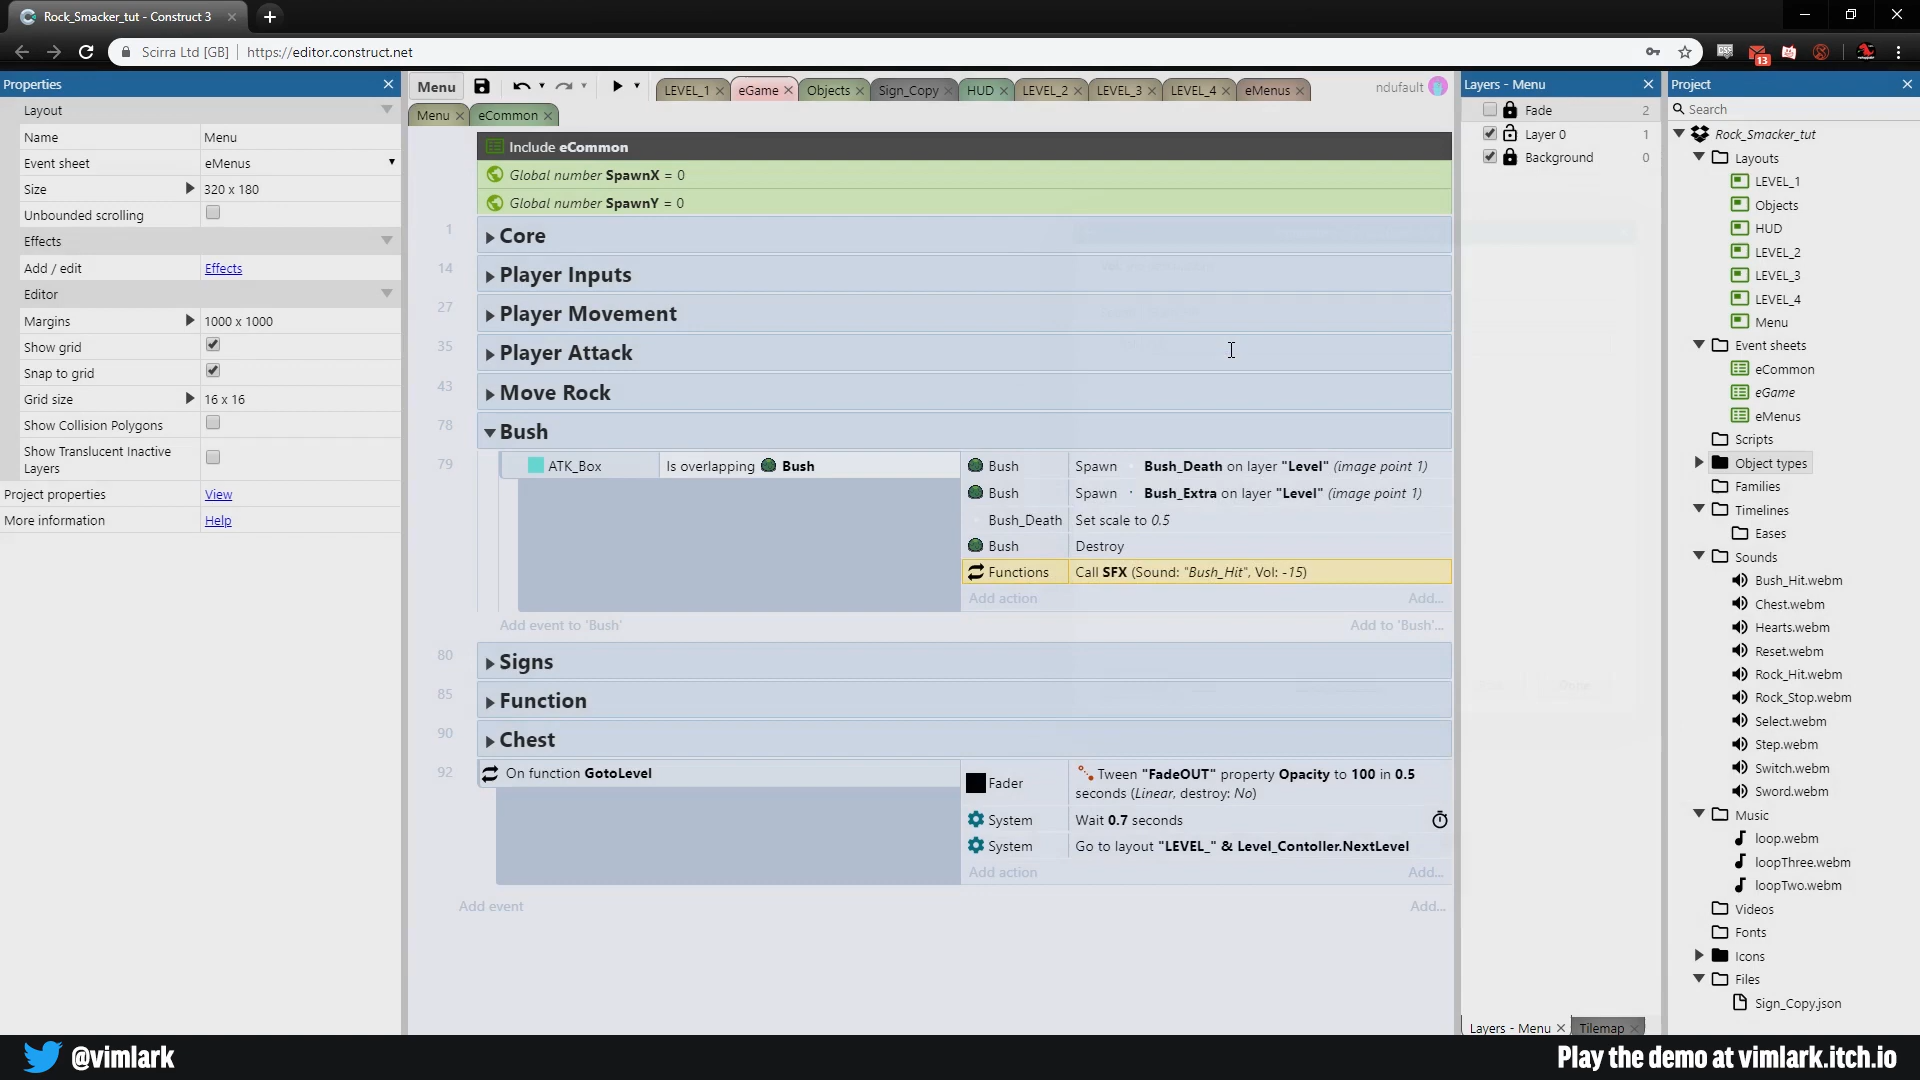 Rock_Smacker_tut - Construct 3
Scirra Ltd [GB] https://editor.construct.net
13
Properties
Layout
Name Menu
Event sheet eMenus
Size 320 x 180
Unbounded scrolling
Effects
Add / edit Effects
Editor
Margins 1000 x 1000
Show grid
Snap to grid
Grid size 16 x 16
Show Collision Polygons
Show Translucent Inactive
Layers
Project properties View
More information Help
Menu
LEVEL_1 eGame Objects Sign_Copy HUD LEVEL_2 LEVEL_3 LEVEL_4 eMenus
ndufault
Menu eCommon
Include eCommon
Global number SpawnX = 0
Global number SpawnY = 0
1 Core
14 Player Inputs
27 Player Movement
35 Player Attack
43 Move Rock
78 Bush
79 ATK_Box Is overlapping Bush
Bush Spawn Bush_Death on layer "Level" (image point 1)
Bush Spawn Bush_Extra on layer "Level" (image point 1)
Bush_Death Set scale to 0.5
Bush Destroy
Functions Call SFX (Sound: "Bush_Hit", Vol: -15)
Add action Add...
Add event to 'Bush' Add to 'Bush'...
80 Signs
85 Function
90 Chest
92 On function GotoLevel
Fader Tween "FadeOUT" property Opacity to 100 in 0.5
seconds (Linear, destroy: No)
System Wait 0.7 seconds
System Go to layout "LEVEL_" & Level_Contoller.NextLevel
Add action Add...
Add event Add...
Layers - Menu
Fade 2
Layer 0 1
Background 0
Layers - Menu Tilemap
Project
Search
Rock_Smacker_tut
Layouts
LEVEL_1
Objects
HUD
LEVEL_2
LEVEL_3
LEVEL_4
Menu
Event sheets
eCommon
eGame
eMenus
Scripts
Object types
Families
Timelines
Eases
Sounds
Bush_Hit.webm
Chest.webm
Hearts.webm
Reset.webm
Rock_Hit.webm
Rock_Stop.webm
Select.webm
Step.webm
Switch.webm
Sword.webm
Music
loop.webm
loopThree.webm
loopTwo.webm
Videos
Fonts
Icons
Files
Sign_Copy.json
@vimlark
Play the demo at vimlark.itch.io